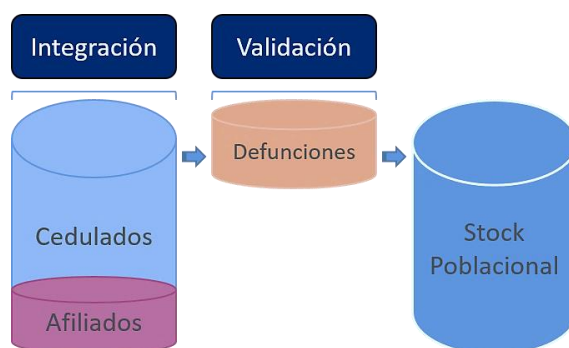 Integración
Validación
Cedulados
Afiliados
Defunciones
Stock
Poblacional